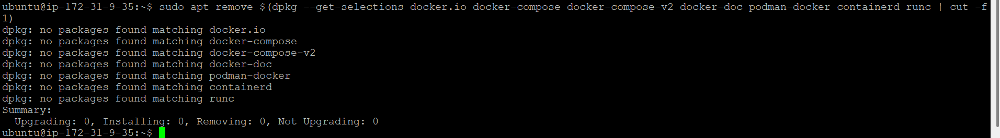 ubuntu@ip-172-31-9-35:~$ sudo apt remove $(dpkg --get-selections docker.io docker-compose docker-compose-v2 docker-doc podman-docker containerd runc | cut -f
1)
dpkg: no packages found matching docker.io
dpkg: no packages found matching docker-compose
dpkg: no packages found matching docker-compose-v2
dpkg: no packages found matching docker-doc
dpkg: no packages found matching podman-docker
dpkg: no packages found matching containerd
dpkg: no packages found matching runc
Summary:
  Upgrading: 0, Installing: 0, Removing: 0, Not Upgrading: 0
ubuntu@ip-172-31-9-35:~$